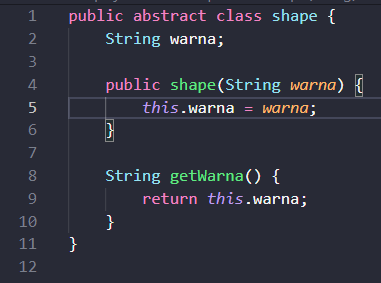 1 public abstract class shape {
2     String warna;
3
4     public shape(String warna) {
5         this.warna = warna;
6     }
7
8     String getWarna() {
9         return this.warna;
10     }
11 }
12